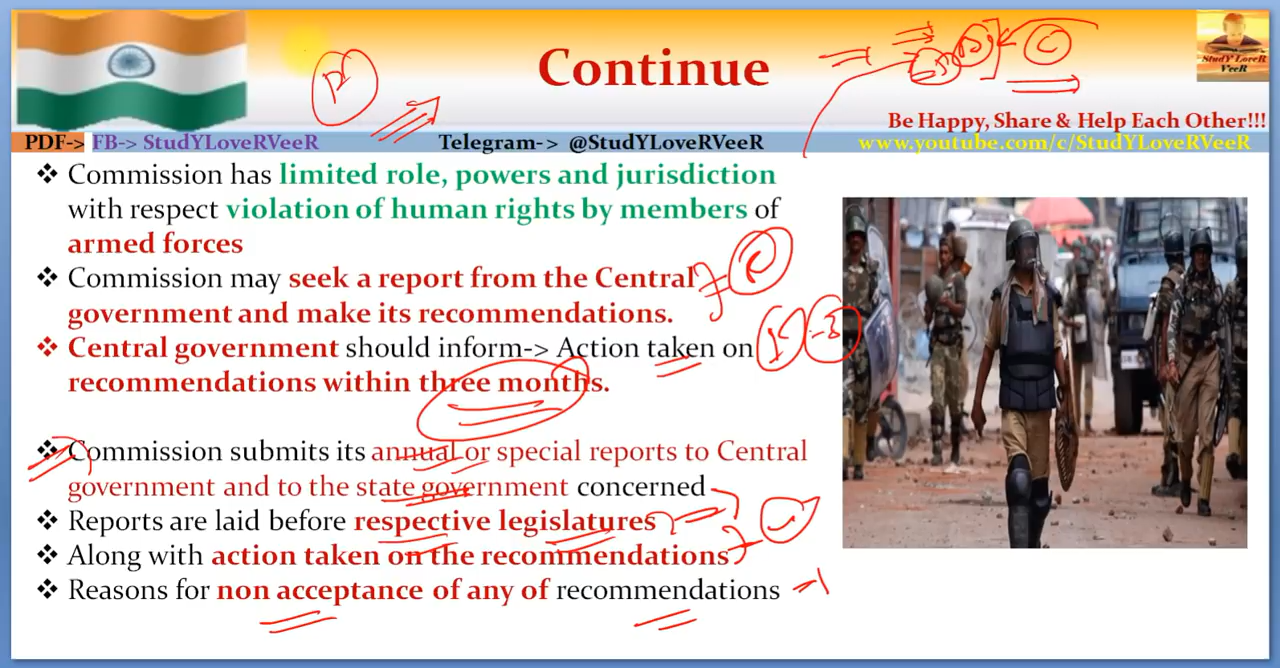 Continue
StudY LoveR
VeeR
Be Happy, Share & Help Each Other!!!
PDF-> FB-> StudYLoveRVeeR Telegram-> @StudYLoveRVeeR www.youtube.com/c/StudYLoveRVeeR
❖ Commission has limited role, powers and jurisdiction
with respect violation of human rights by members of
armed forces
❖ Commission may seek a report from the Central
government and make its recommendations.
❖ Central government should inform-> Action taken on
recommendations within three months.
❖ Commission submits its annual or special reports to Central
government and to the state government concerned
❖ Reports are laid before respective legislatures
❖ Along with action taken on the recommendations
❖ Reasons for non acceptance of any of recommendations